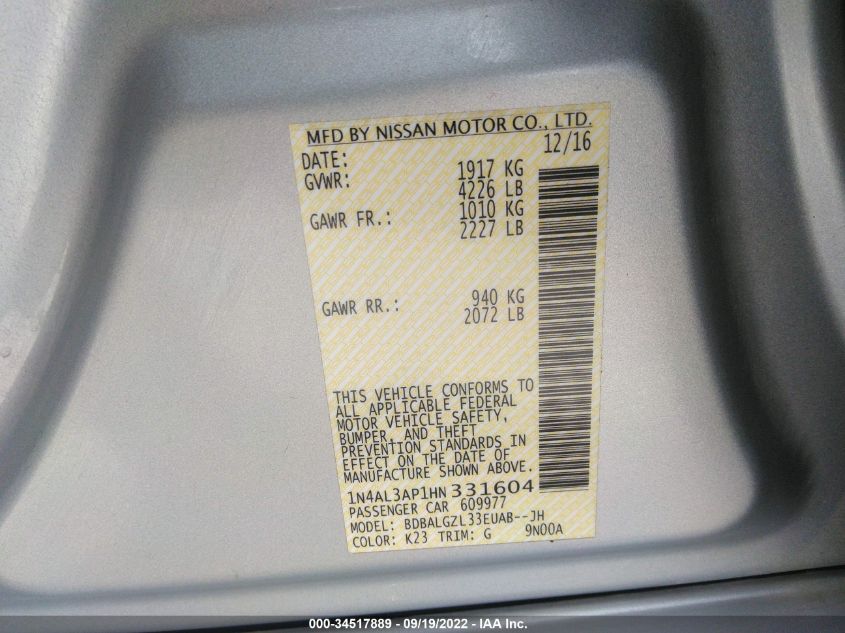 MFD BY NISSAN MOTOR CO., LTD.
DATE: 12/16
GVWR: 1917 KG
4226 LB
GAWR FR.: 1010 KG
2227 LB
GAWR RR.: 940 KG
2072 LB
THIS VEHICLE CONFORMS TO
ALL APPLICABLE FEDERAL
MOTOR VEHICLE SAFETY,
BUMPER, AND THEFT
PREVENTION STANDARDS IN
EFFECT ON THE DATE OF
MANUFACTURE SHOWN ABOVE.
1N4AL3AP1HN331604
PASSENGER CAR 609977
MODEL: BDBALGZL33EUAB--JH
COLOR: K23 TRIM: G 9N00A
000-34517889 - 09/19/2022 - IAA Inc.